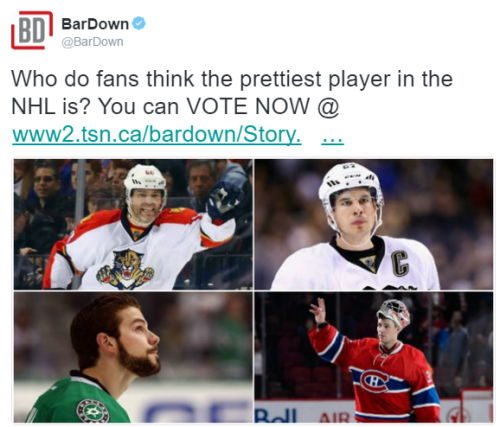 BD
BarDown
@BarDown
Who do fans think the prettiest player in the
NHL is? You can VOTE NOW @
www2.tsn.ca/bardown/Story. ...
C
Bell AIR